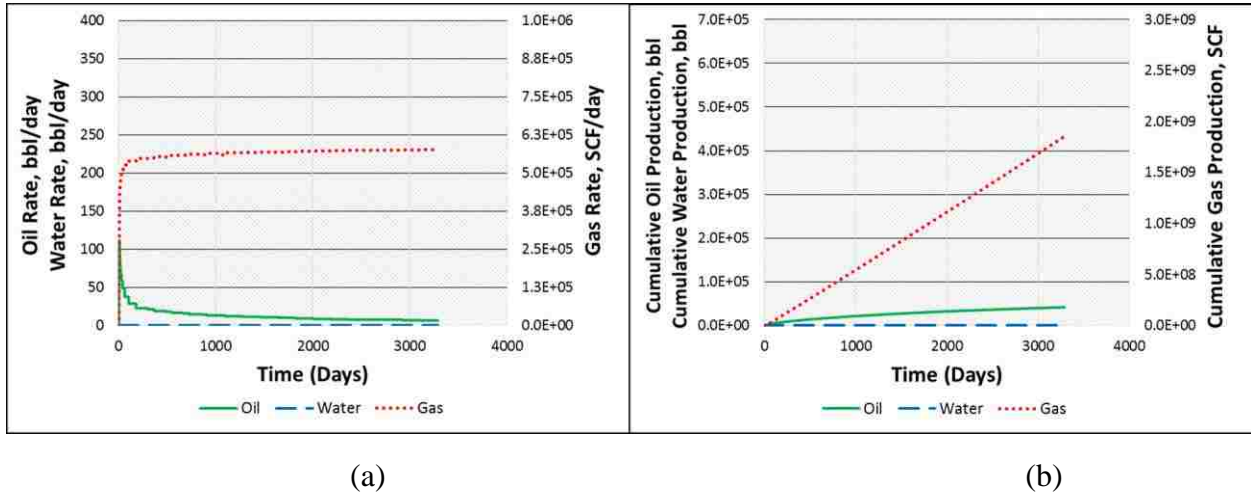 400
350
300
250
200
150
100
50
0
Oil Rate, bbl/day
Water Rate, bbl/day
1.0E+06
8.8E+05
7.5E+05
6.3E+05
5.0E+05
3.8E+05
2.5E+05
1.3E+05
0.0E+00
Gas Rate, SCF/day
0 1000 2000 3000 4000
Time (Days)
Oil Water Gas
7.0E+05
6.0E+05
5.0E+05
4.0E+05
3.0E+05
2.0E+05
1.0E+05
0.0E+00
Cumulative Oil Production, bbl
Cumulative Water Production, bbl
3.0E+09
2.5E+09
2.0E+09
1.5E+09
1.0E+09
5.0E+08
0.0E+00
Cumulative Gas Production, SCF
0 1000 2000 3000 4000
Time (Days)
Oil Water Gas
(a) (b)